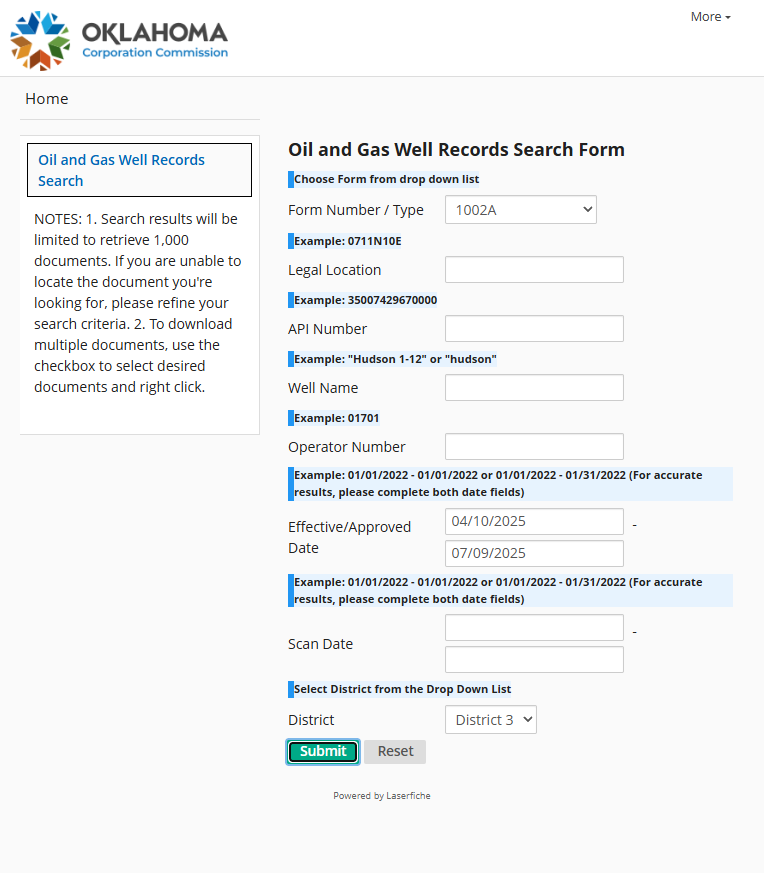 OKLAHOMA
Corporation Commission
More
Home
Oil and Gas Well Records
Search
NOTES: 1. Search results will be
limited to retrieve 1,000
documents. If you are unable to
locate the document you're
looking for, please refine your
search criteria. 2. To download
multiple documents, use the
checkbox to select desired
documents and right click.
Oil and Gas Well Records Search Form
Choose Form from drop down list
Form Number / Type 1002A
Example: 0711N10E
Legal Location
Example: 35007429670000
API Number
Example: "Hudson 1-12" or "hudson"
Well Name
Example: 01701
Operator Number
Example: 01/01/2022 - 01/01/2022 or 01/01/2022 - 01/31/2022 (For accurate
results, please complete both date fields)
Effective/Approved
Date
04/10/2025 -
07/09/2025
Example: 01/01/2022 - 01/01/2022 or 01/01/2022 - 01/31/2022 (For accurate
results, please complete both date fields)
Scan Date -
Select District from the Drop Down List
District District 3
Submit Reset
Powered by Laserfiche